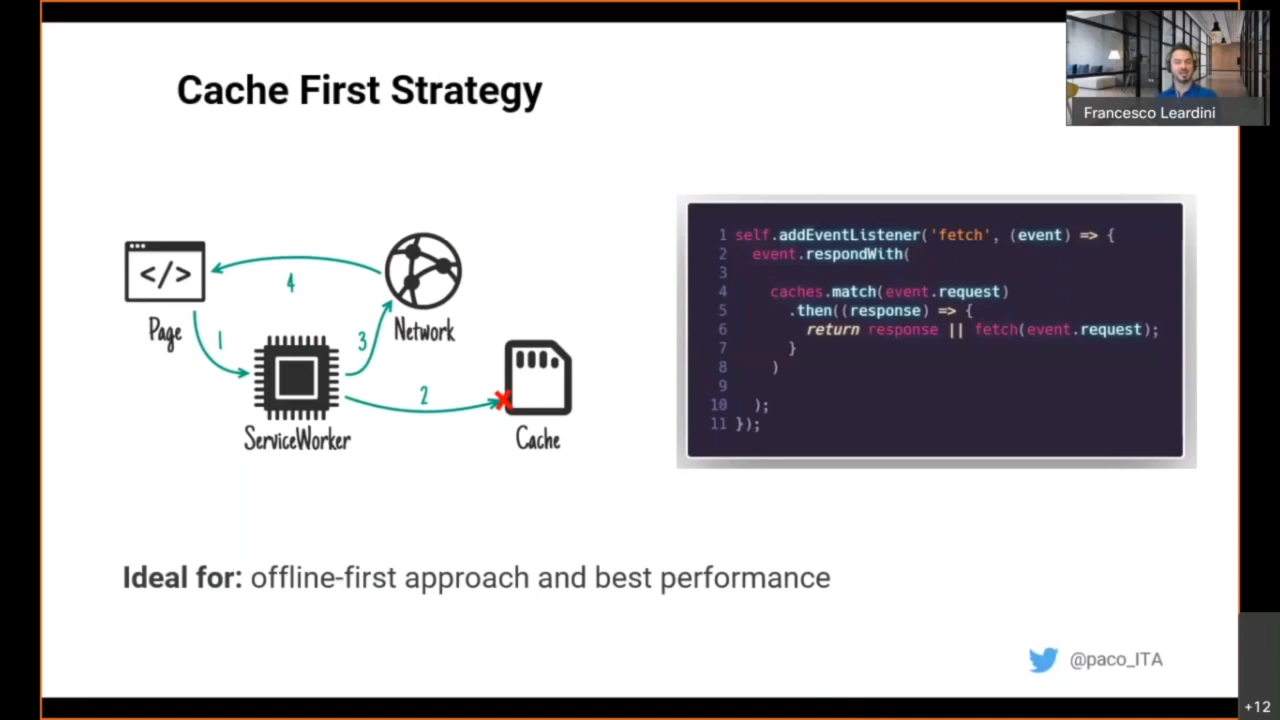 Cache First Strategy
Francesco Leardini
</>
4
Page
1
3
Network
2
ServiceWorker
Cache
1 self.addEventListener('fetch', (event) => {
2 event.respondWith(
3
4 caches.match(event.request)
5 .then((response) => {
6 return response || fetch(event.request);
7 }
8 )
9
10 );
11 });
Ideal for: offline-first approach and best performance
@paco_ITA
+12